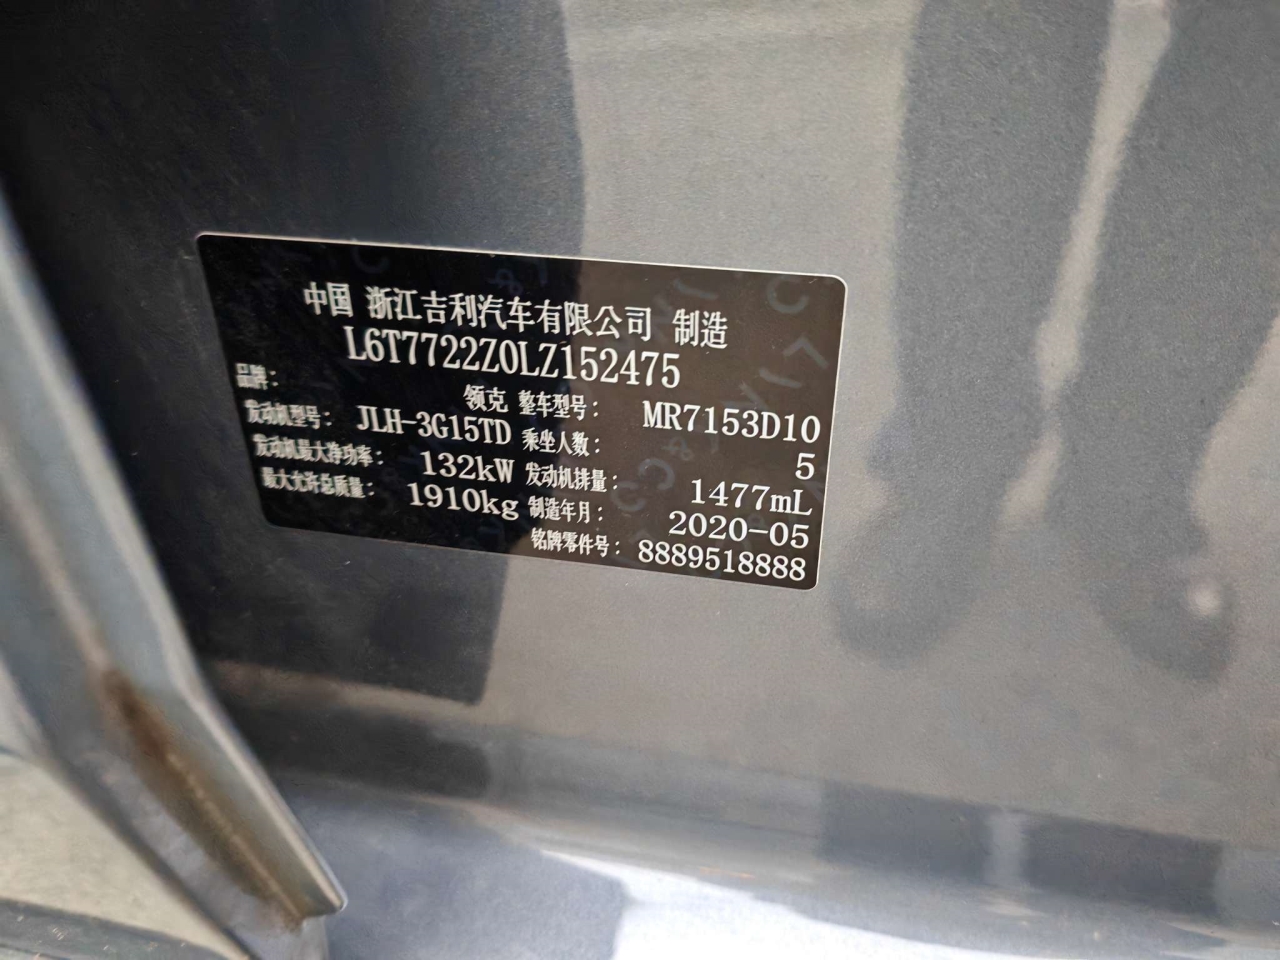 中国 浙江吉利汽车有限公司 制造
L6T7722Z0LZ152475
品牌： 领克 整车型号： MR7153D10
发动机型号： JLH-3G15TD 乘坐人数： 5
发动机最大净功率： 132kW 发动机排量： 1477mL
最大允许总质量： 1910kg 制造年月： 2020-05
铭牌零件号： 8889518888